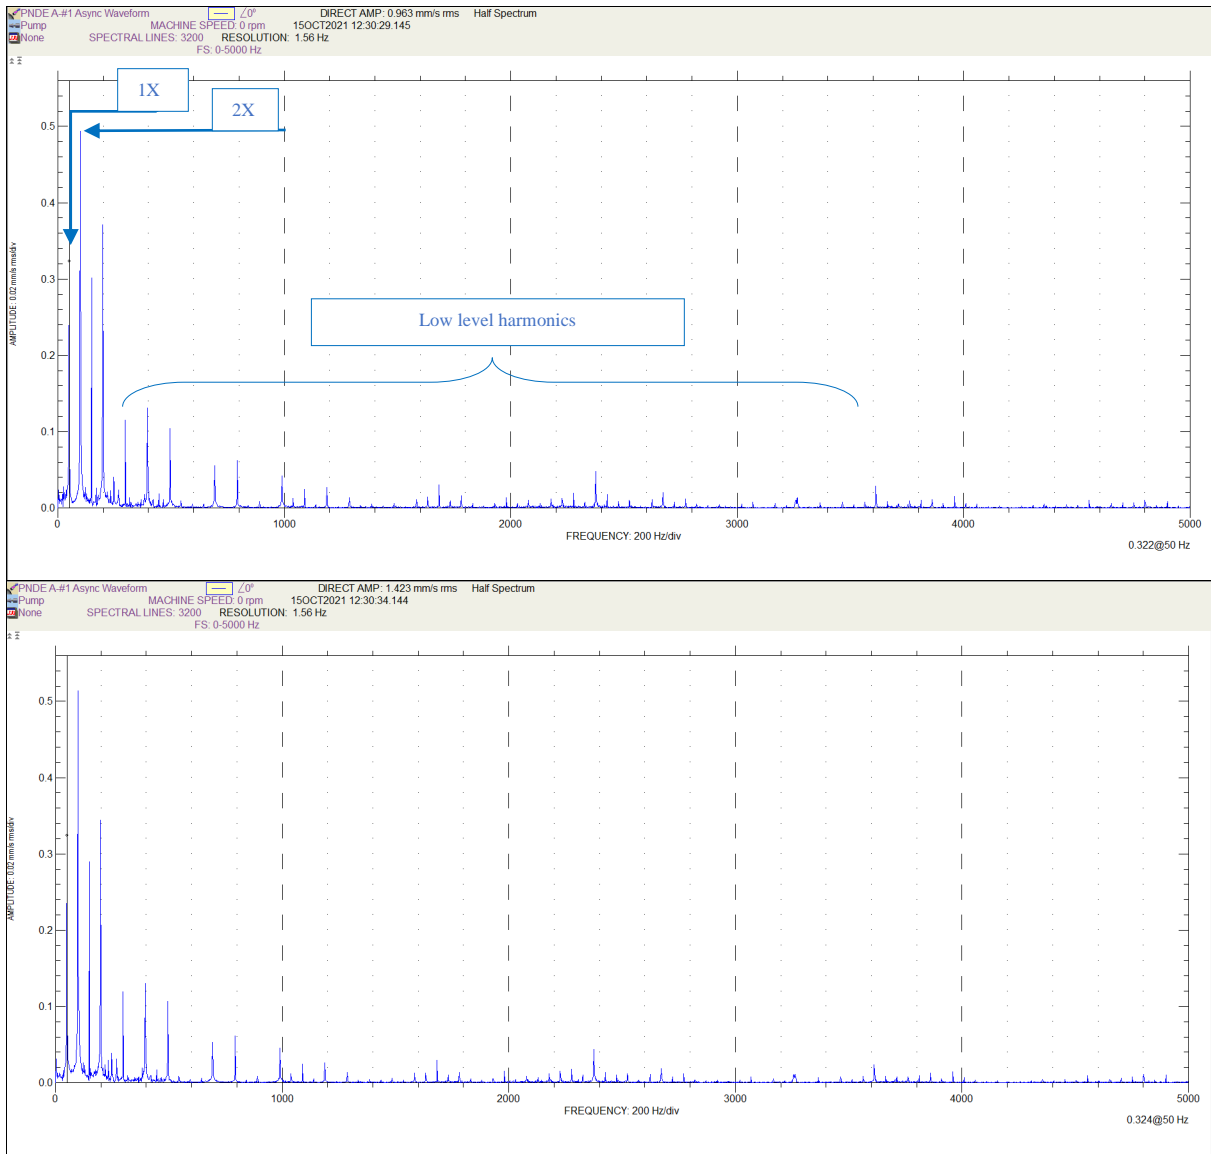 PNDE A-#1 Async Waveform ∠0° DIRECT AMP: 0.963 mm/s rms Half Spectrum
Pump MACHINE SPEED: 0 rpm 15OCT2021 12:30:29.145
None SPECTRAL LINES: 3200 RESOLUTION: 1.56 Hz
FS: 0-5000 Hz
1X
2X
0.5
0.4
0.3
0.2
0.1
0.0
AMPLITUDE: 0.02 mm/s rms/div
Low level harmonics
0 1000 2000 3000 4000 5000
FREQUENCY: 200 Hz/div
0.322@50 Hz
PNDE A-#1 Async Waveform ∠0° DIRECT AMP: 1.423 mm/s rms Half Spectrum
Pump MACHINE SPEED: 0 rpm 15OCT2021 12:30:34.144
None SPECTRAL LINES: 3200 RESOLUTION: 1.56 Hz
FS: 0-5000 Hz
0.5
0.4
0.3
0.2
0.1
0.0
AMPLITUDE: 0.02 mm/s rms/div
0 1000 2000 3000 4000 5000
FREQUENCY: 200 Hz/div
0.324@50 Hz